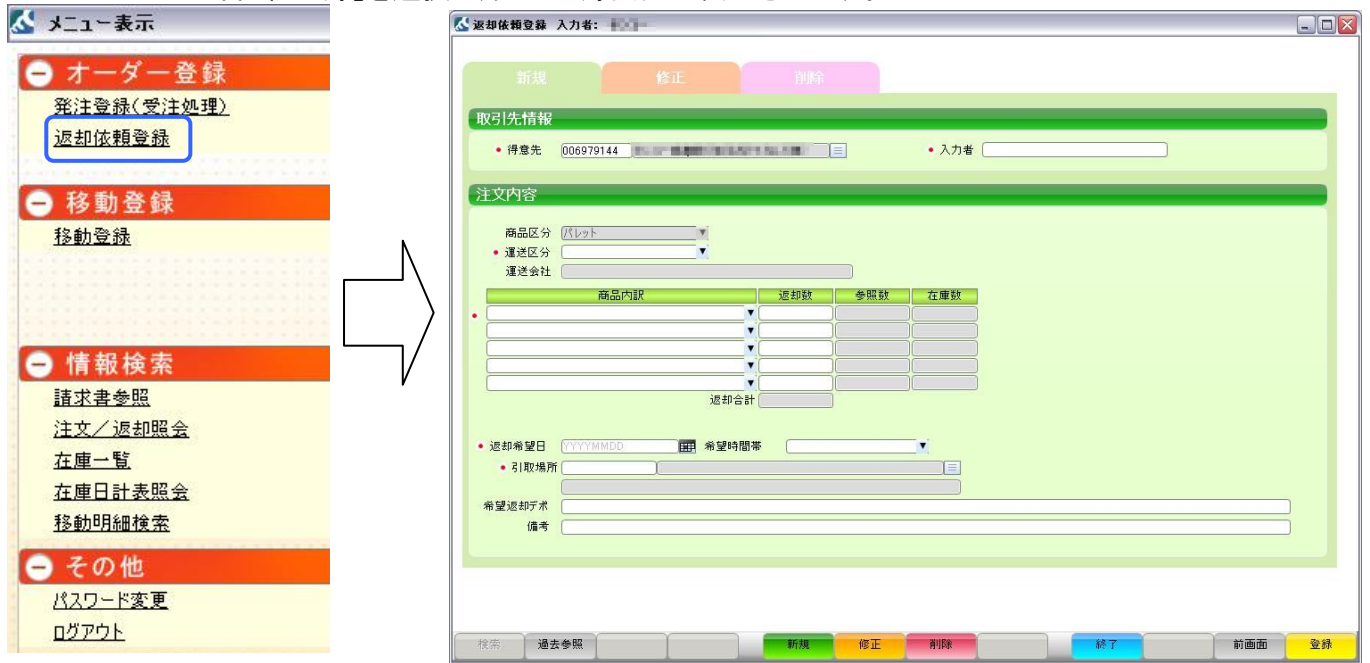 メニュー表示
オーダー登録
発注登録(受注処理)
返却依頼登録
移動登録
移動登録
情報検索
請求書参照
注文／返却照会
在庫一覧
在庫日計表照会
移動明細検索
その他
パスワード変更
ログアウト
返却依頼登録 入力者:
新規 修正 削除
取引先情報
得意先 006979144 入力者
注文内容
商品区分 パレット
運送区分
運送会社
商品内訳 返却数 参照数 在庫数
返却合計
返却希望日 YYYYMMDD 希望時間帯
引取場所
希望返却デポ
備考
検索 過去参照 新規 修正 削除 終了 前画面 登録